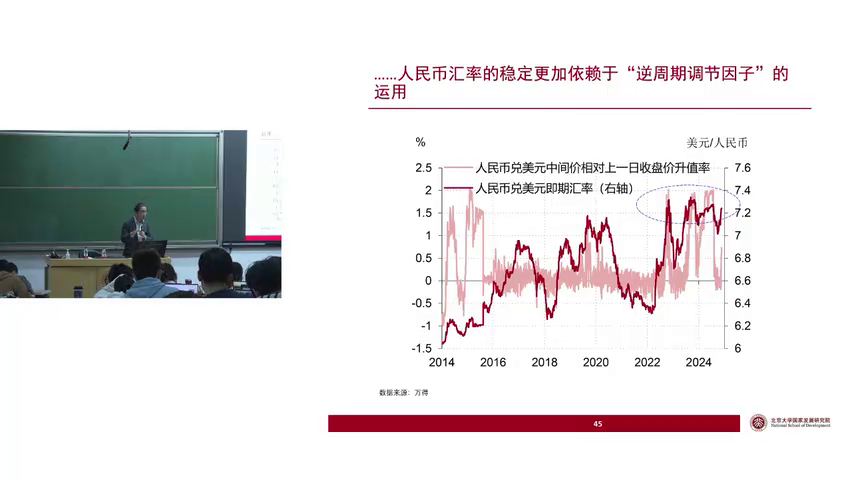 ……人民币汇率的稳定更加依赖于“逆周期调节因子”的
运用
%
美元/人民币
人民币兑美元中间价相对上一日收盘价升值率
人民币兑美元即期汇率（右轴）
2.5
2
1.5
1
0.5
0
-0.5
-1
-1.5
7.6
7.4
7.2
7
6.8
6.6
6.4
6.2
6
2014 2016 2018 2020 2022 2024
数据来源：万得
45
北京大学国家发展研究院
National School of Development